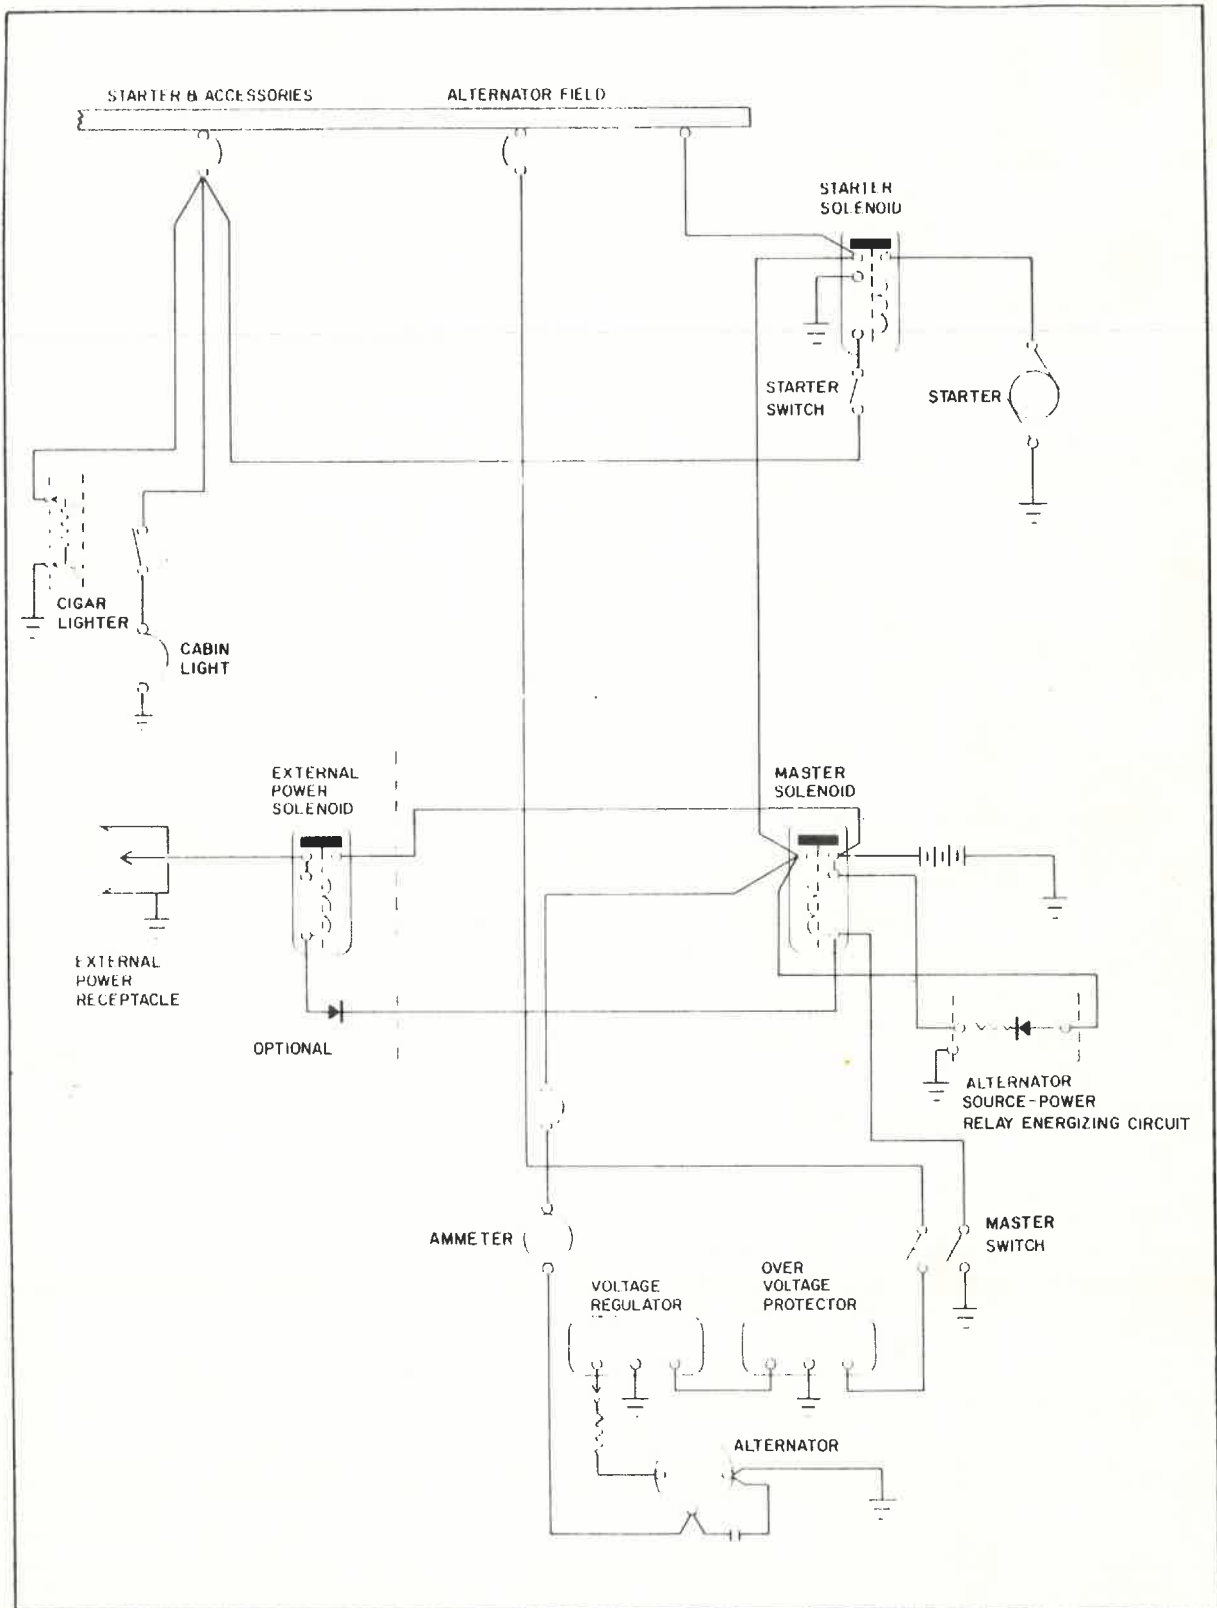 STARTER & ACCESSORIES
ALTERNATOR FIELD
STARTER
SOLENOID
STARTER
SWITCH
STARTER
CIGAR
LIGHTER
CABIN
LIGHT
EXTERNAL
POWER
SOLENOID
MASTER
SOLENOID
EXTERNAL
POWER
RECEPTACLE
OPTIONAL
ALTERNATOR
SOURCE-POWER
RELAY ENERGIZING CIRCUIT
AMMETER
MASTER
SWITCH
VOLTAGE
REGULATOR
OVER
VOLTAGE
PROTECTOR
ALTERNATOR